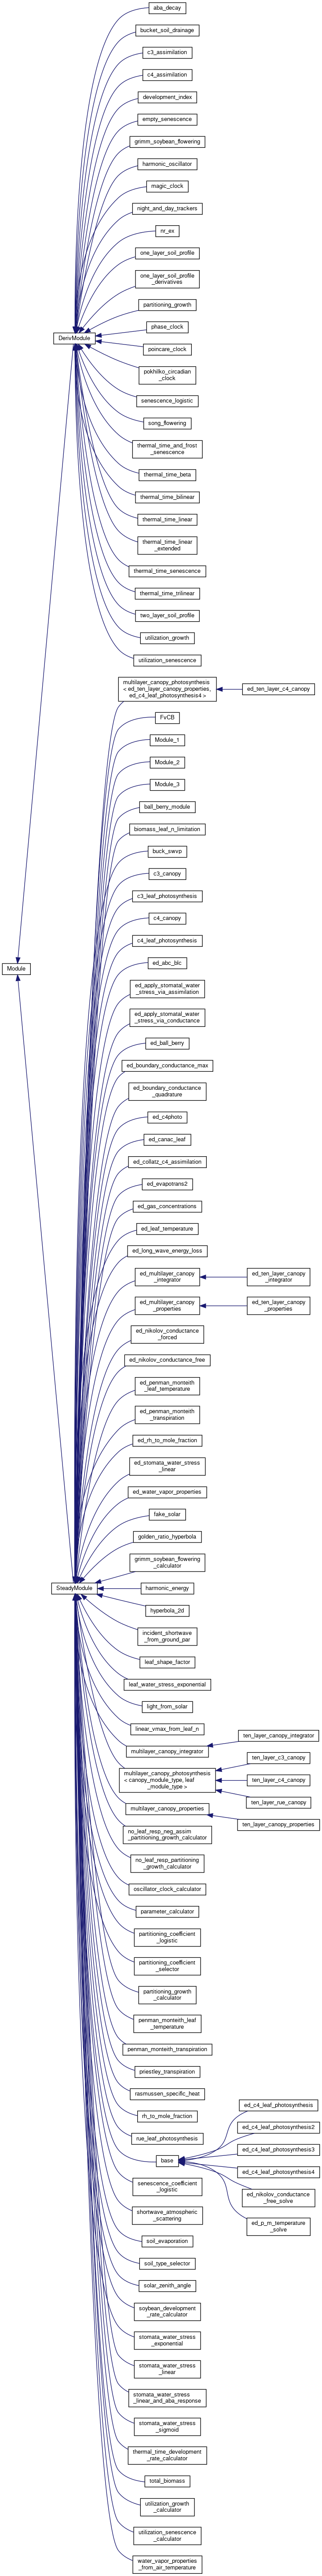 aba_decay
bucket_soil_drainage
c3_assimilation
c4_assimilation
development_index
empty_senescence
grimm_soybean_flowering
harmonic_oscillator
magic_clock
night_and_day_trackers
nr_ex
one_layer_soil_profile
one_layer_soil_profile
_derivatives
partitioning_growth
phase_clock
DerivModule
poincare_clock
pokhilko_circadian
_clock
senescence_logistic
song_flowering
thermal_time_and_frost
_senescence
thermal_time_beta
thermal_time_bilinear
thermal_time_linear
thermal_time_linear
_extended
thermal_time_senescence
thermal_time_trilinear
two_layer_soil_profile
utilization_growth
utilization_senescence
multilayer_canopy_photosynthesis
< ed_ten_layer_canopy_properties,
ed_c4_leaf_photosynthesis4 >
ed_ten_layer_c4_canopy
FvCB
Module_1
Module_2
Module_3
ball_berry_module
biomass_leaf_n_limitation
buck_swvp
c3_canopy
c3_leaf_photosynthesis
c4_canopy
c4_leaf_photosynthesis
ed_abc_blc
Module
ed_apply_stomatal_water
_stress_via_assimilation
ed_apply_stomatal_water
_stress_via_conductance
ed_ball_berry
ed_boundary_conductance_max
ed_boundary_conductance
_quadrature
ed_c4photo
ed_canac_leaf
ed_collatz_c4_assimilation
ed_evapotrans2
ed_gas_concentrations
ed_leaf_temperature
ed_long_wave_energy_loss
ed_multilayer_canopy
_integrator
ed_ten_layer_canopy
_integrator
ed_multilayer_canopy
_properties
ed_ten_layer_canopy
_properties
ed_nikolov_conductance
_forced
ed_nikolov_conductance_free
ed_penman_monteith
_leaf_temperature
ed_penman_monteith
_transpiration
ed_rh_to_mole_fraction
ed_stomata_water_stress
_linear
ed_water_vapor_properties
fake_solar
golden_ratio_hyperbola
grimm_soybean_flowering
_calculator
SteadyModule
harmonic_energy
hyperbola_2d
incident_shortwave
_from_ground_par
leaf_shape_factor
leaf_water_stress_exponential
light_from_solar
linear_vmax_from_leaf_n
multilayer_canopy_integrator
ten_layer_canopy_integrator
multilayer_canopy_photosynthesis
< canopy_module_type, leaf
_module_type >
ten_layer_c3_canopy
ten_layer_c4_canopy
ten_layer_rue_canopy
multilayer_canopy_properties
ten_layer_canopy_properties
no_leaf_resp_neg_assim
_partitioning_growth_calculator
no_leaf_resp_partitioning
_growth_calculator
oscillator_clock_calculator
parameter_calculator
partitioning_coefficient
_logistic
partitioning_coefficient
_selector
partitioning_growth
_calculator
penman_monteith_leaf
_temperature
penman_monteith_transpiration
priestley_transpiration
rasmussen_specific_heat
rh_to_mole_fraction
rue_leaf_photosynthesis
base
ed_c4_leaf_photosynthesis
ed_c4_leaf_photosynthesis2
ed_c4_leaf_photosynthesis3
ed_c4_leaf_photosynthesis4
ed_nikolov_conductance
_free_solve
ed_p_m_temperature
_solve
senescence_coefficient
_logistic
shortwave_atmospheric
_scattering
soil_evaporation
soil_type_selector
solar_zenith_angle
soybean_development
_rate_calculator
stomata_water_stress
_exponential
stomata_water_stress
_linear
stomata_water_stress
_linear_and_aba_response
stomata_water_stress
_sigmoid
thermal_time_development
_rate_calculator
total_biomass
utilization_growth
_calculator
utilization_senescence
_calculator
water_vapor_properties
_from_air_temperature